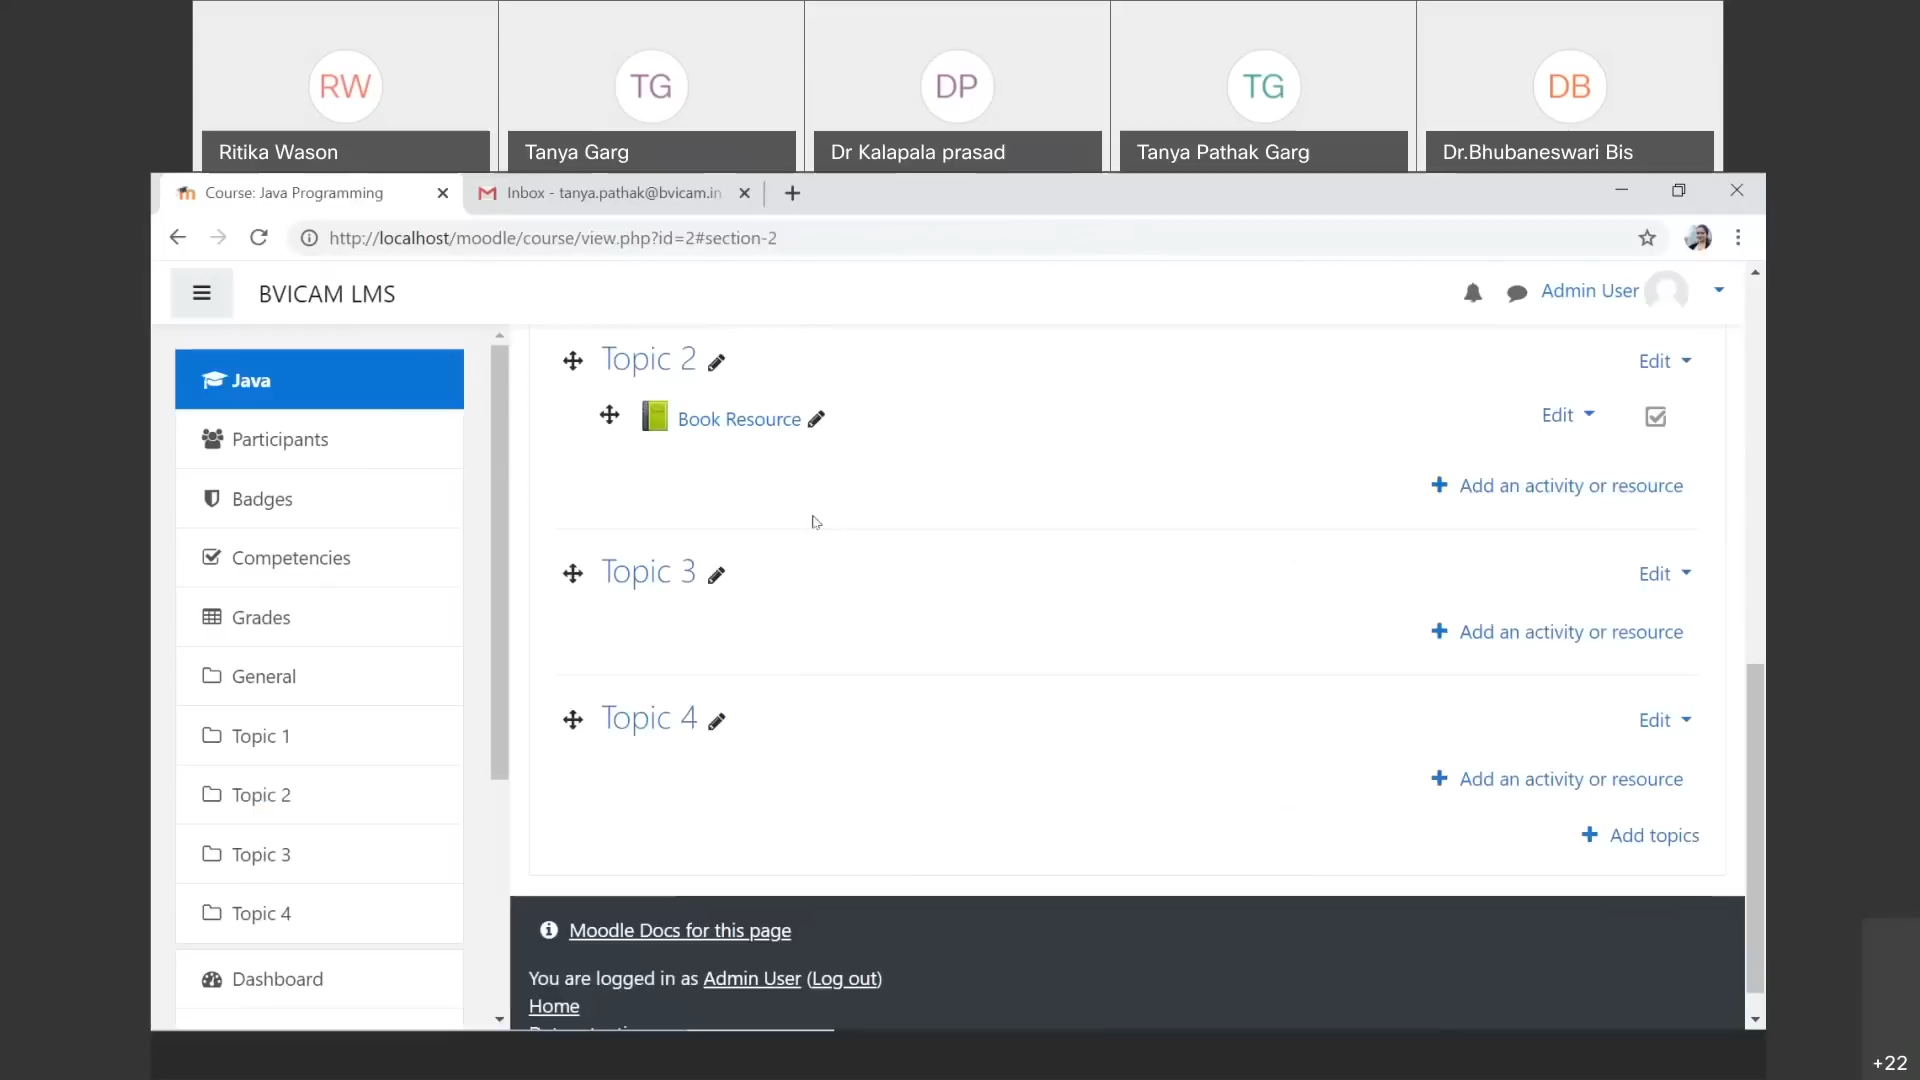 RW
TG
DP
TG
DB
Ritika Wason
Tanya Garg
Dr Kalapala prasad
Tanya Pathak Garg
Dr.Bhubaneswari Bis
Course: Java Programming
Inbox - tanya.pathak@bvicam.in
http://localhost/moodle/course/view.php?id=2#section-2
BVICAM LMS
Admin User
Java
Participants
Badges
Competencies
Grades
General
Topic 1
Topic 2
Topic 3
Topic 4
Dashboard
Topic 2
Edit
Book Resource
Edit
Add an activity or resource
Topic 3
Edit
Add an activity or resource
Topic 4
Edit
Add an activity or resource
Add topics
Moodle Docs for this page
You are logged in as Admin User (Log out)
Home
+22